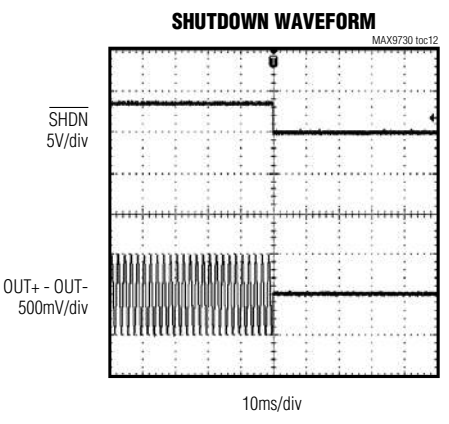 SHUTDOWN WAVEFORM
MAX9730 toc12
SHDN
5V/div
OUT+ - OUT-
500mV/div
10ms/div